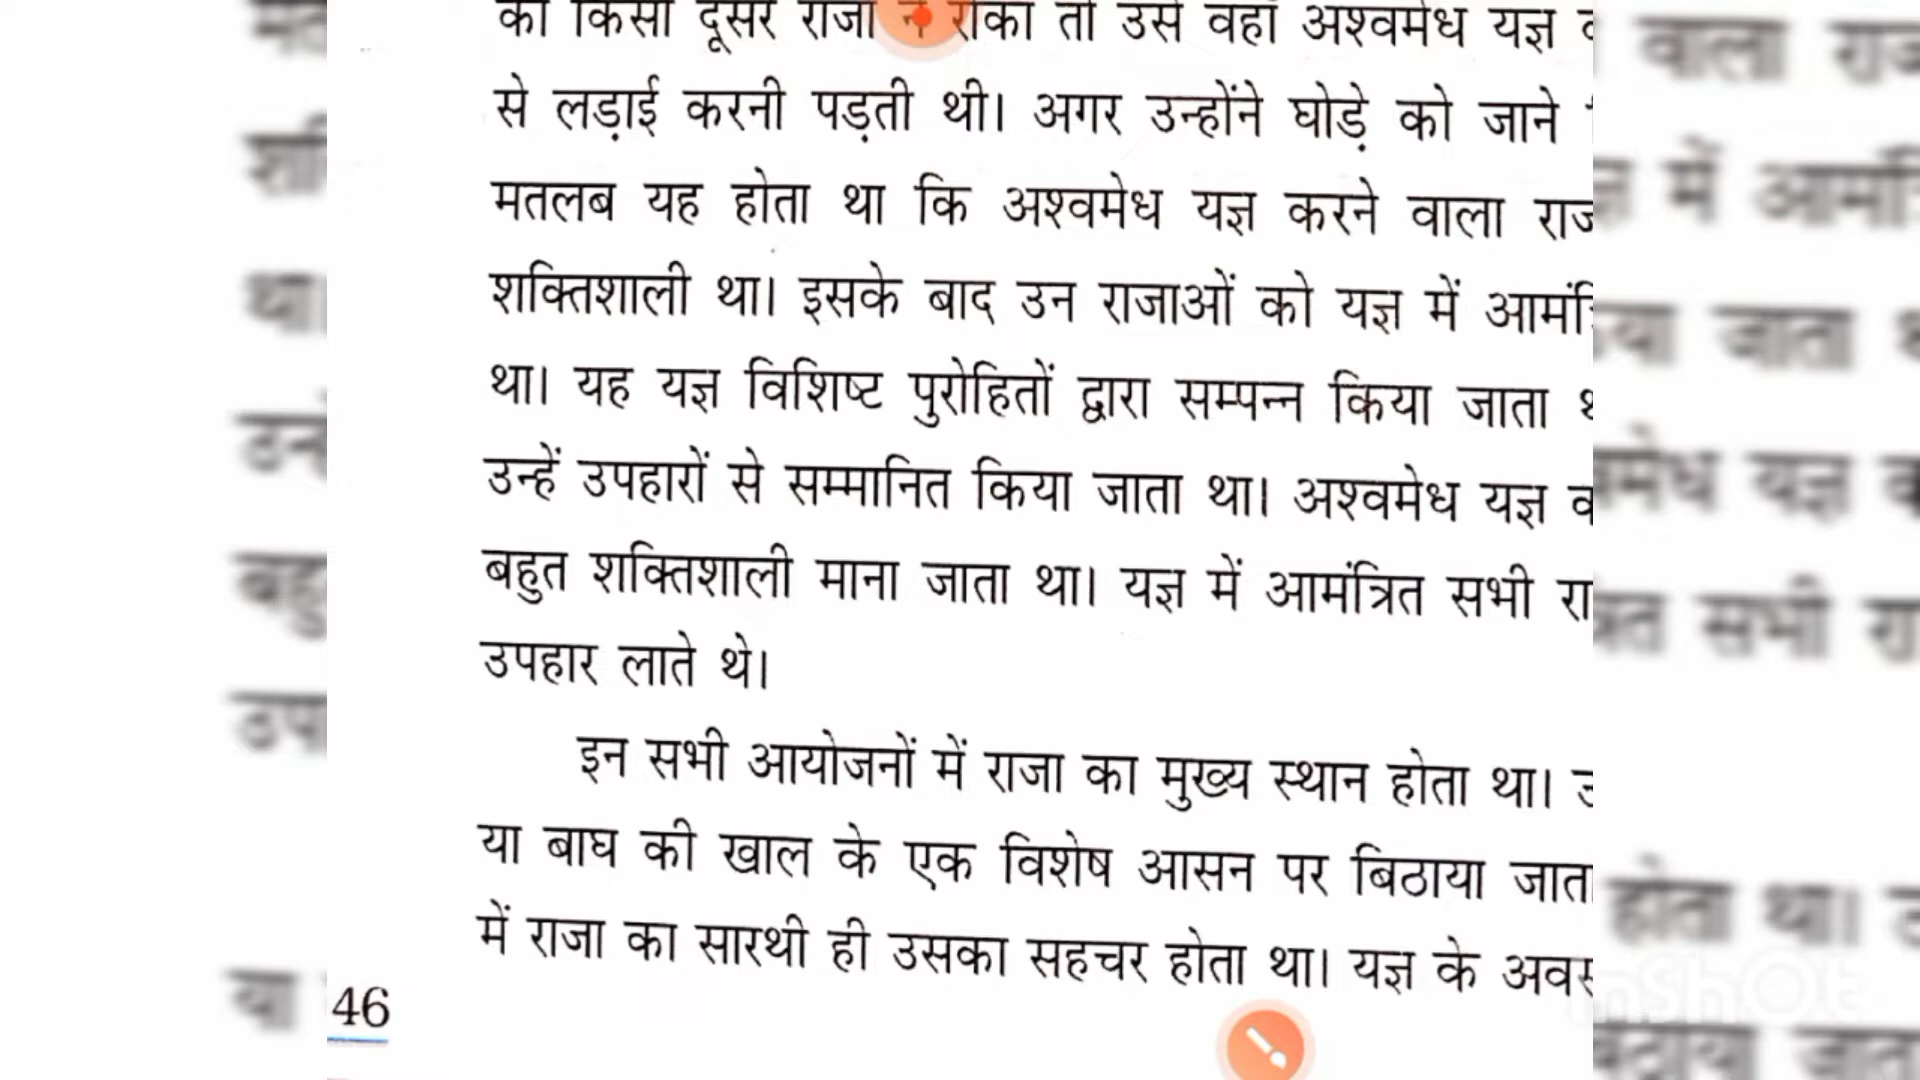 को किसी दूसरे राजा ने रोका तो उसे वहाँ अश्वमेध यज्ञ
से लड़ाई करनी पड़ती थी। अगर उन्होंने घोड़े को जाने
मतलब यह होता था कि अश्वमेध यज्ञ करने वाला राज
शक्तिशाली था। इसके बाद उन राजाओं को यज्ञ में आमंत्रि
था। यह यज्ञ विशिष्ट पुरोहितों द्वारा सम्पन्न किया जाता
उन्हें उपहारों से सम्मानित किया जाता था। अश्वमेध यज्ञ
बहुत शक्तिशाली माना जाता था। यज्ञ में आमंत्रित सभी रा
उपहार लाते थे।
इन सभी आयोजनों में राजा का मुख्य स्थान होता था।
या बाघ की खाल के एक विशेष आसन पर बिठाया जात
में राजा का सारथी ही उसका सहचर होता था। यज्ञ के अवस
46
InShOt